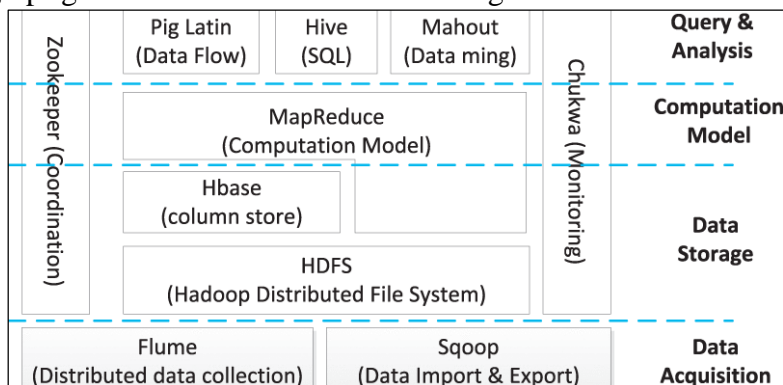 Zookeeper (Coordination)
Pig Latin
(Data Flow)
Hive
(SQL)
Mahout
(Data ming)
Chukwa (Monitoring)
Query &
Analysis
MapReduce
(Computation Model)
Computation
Model
Hbase
(column store)
HDFS
(Hadoop Distributed File System)
Data
Storage
Flume
(Distributed data collection)
Sqoop
(Data Import & Export)
Data
Acquisition